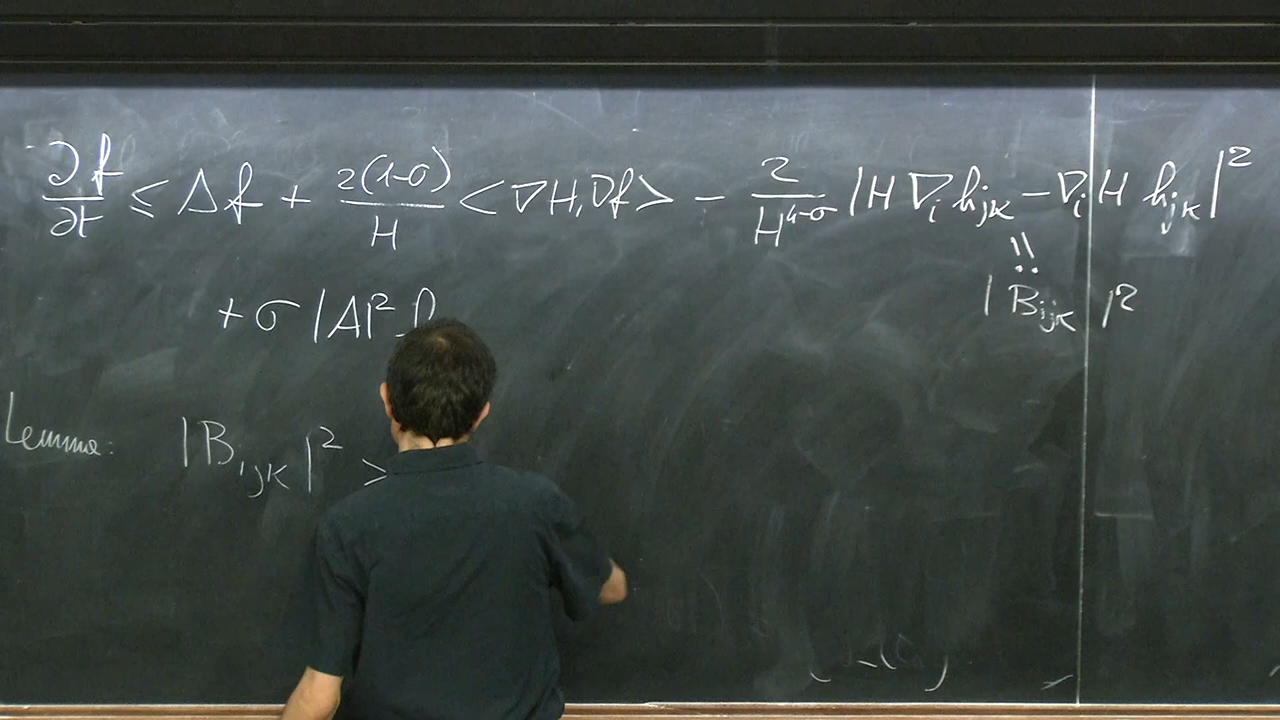 ∂f/∂t ≤ Δf + 2(1-σ)/H <∇H,∇f> - 2/H^{4-σ} |H ∇_i h_{jk} - ∇_i H h_{jk}|^2
|| ..
+ σ |A|^2 f |B_{ijk}|^2
Lemma: |B_{ijk}|^2 >